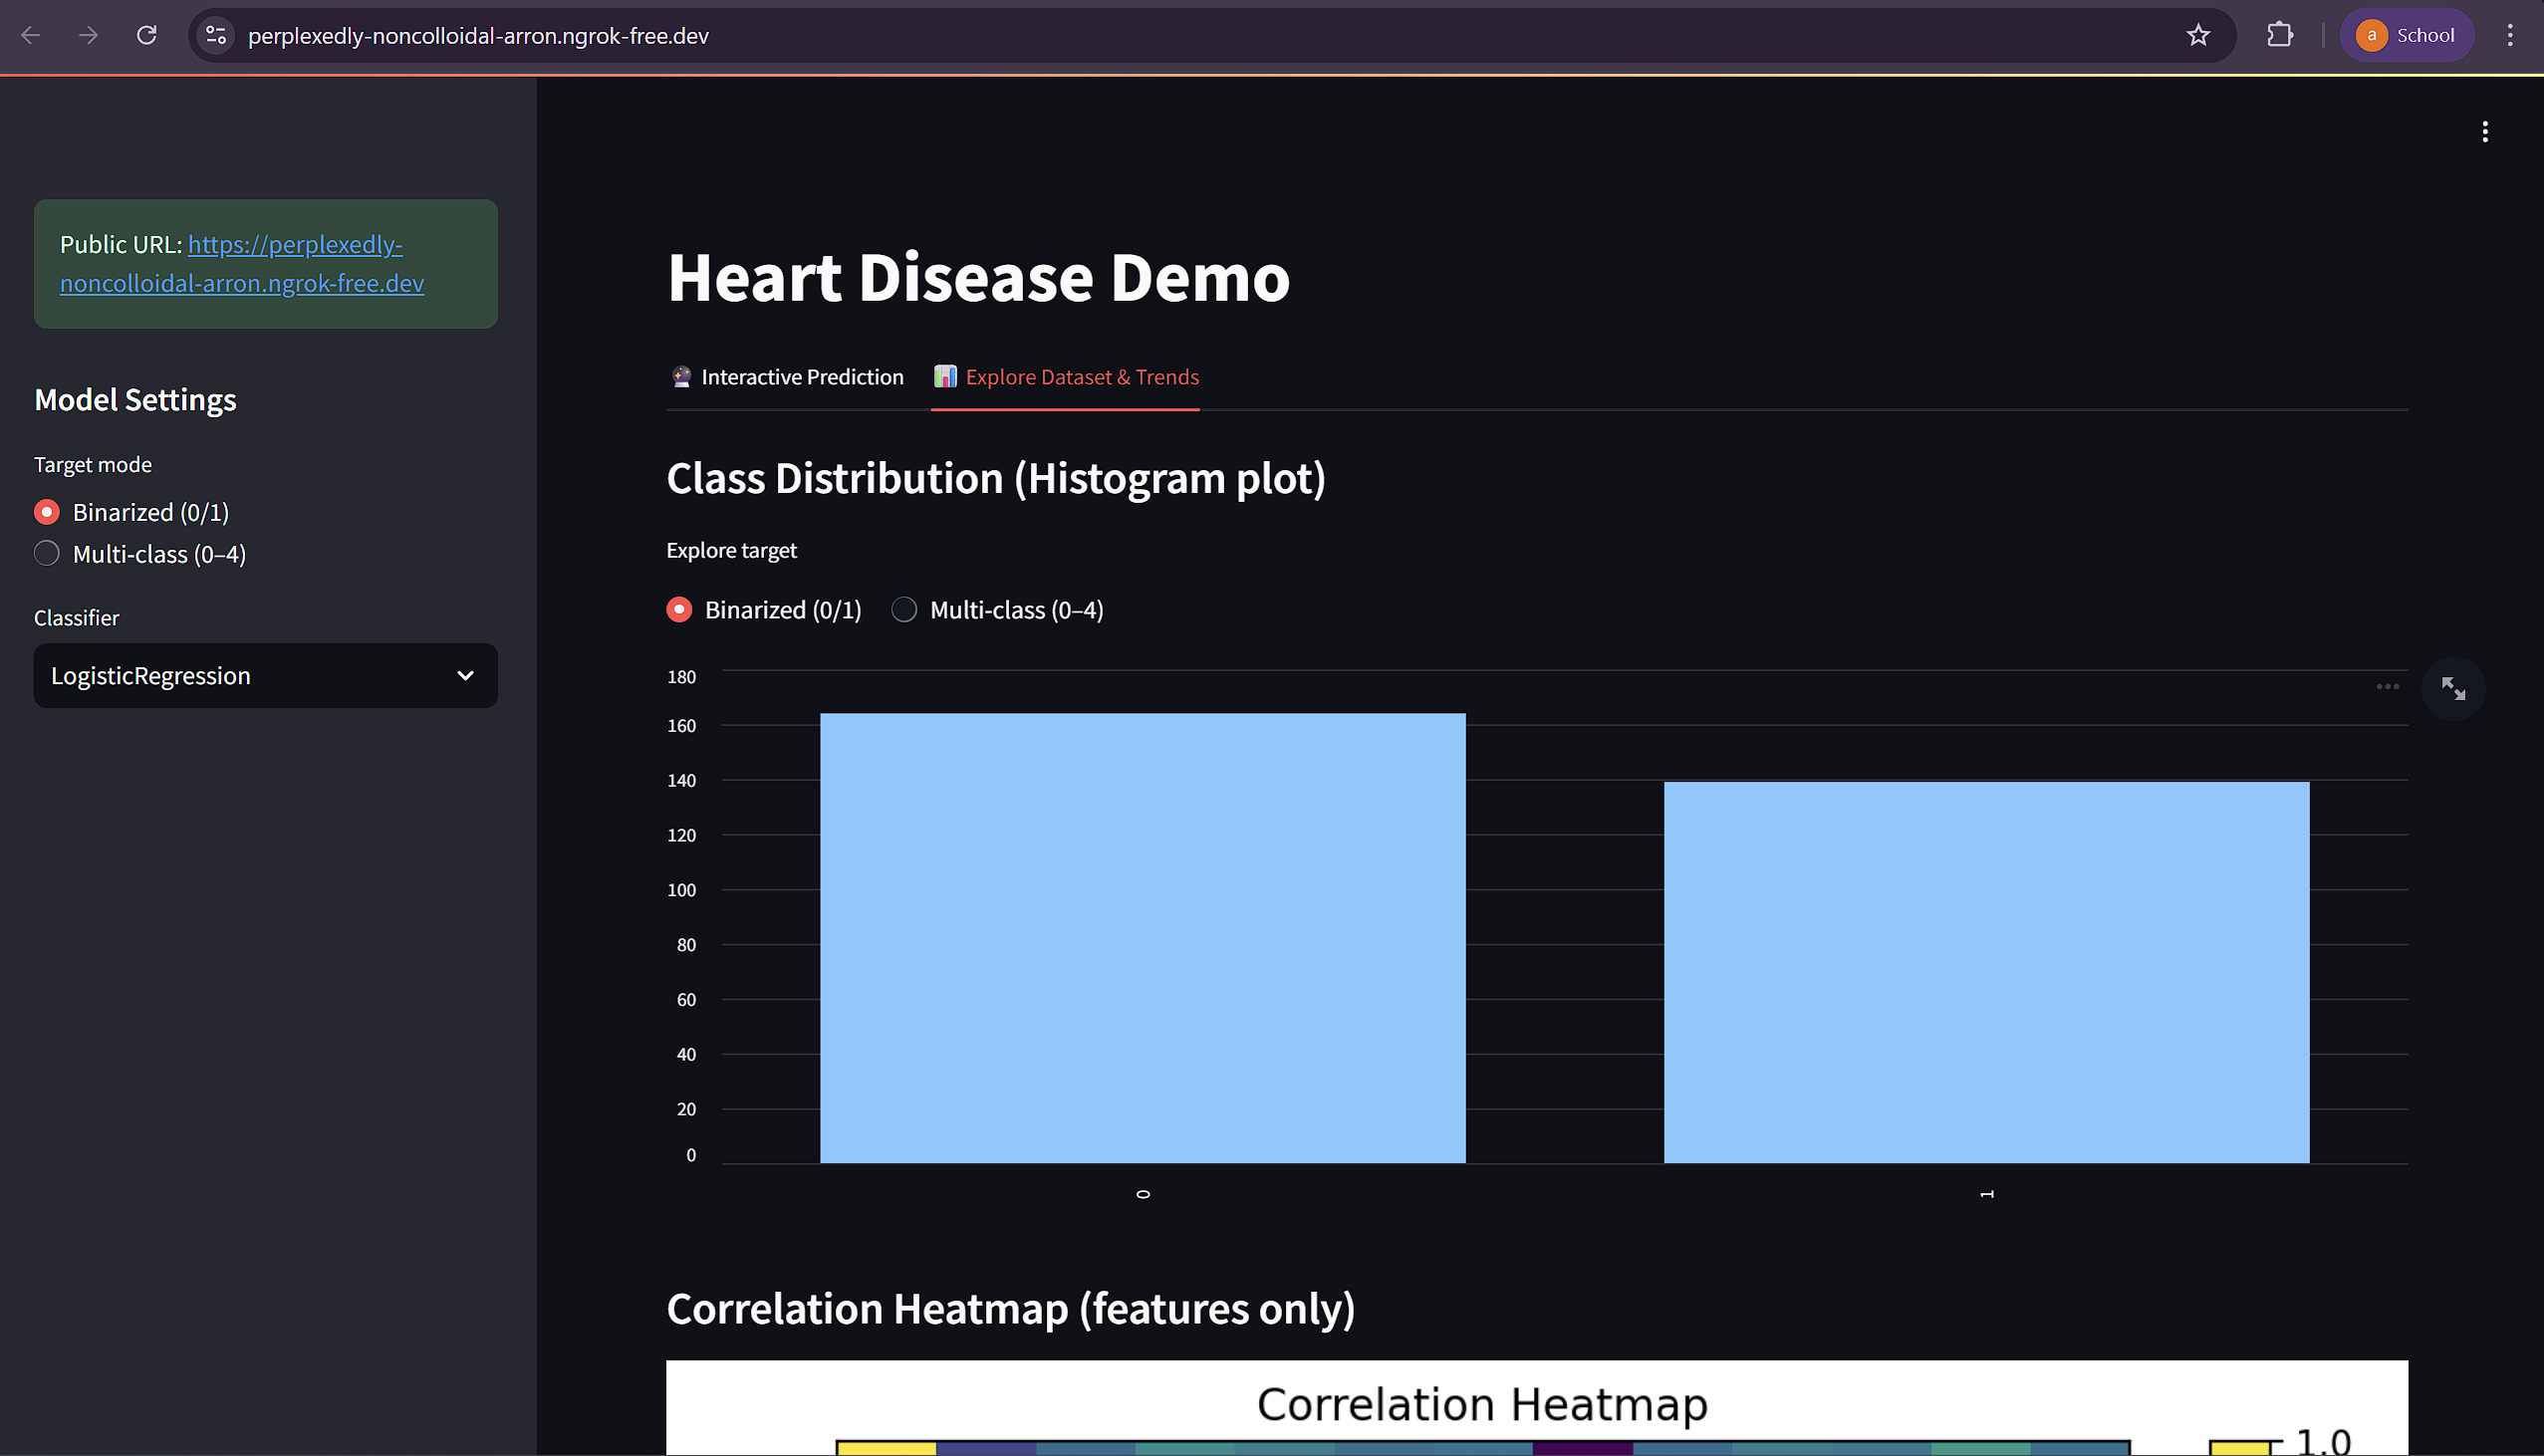 perplexedly-noncolloidal-arron.ngrok-free.dev
a School
Public URL: https://perplexedly-
noncolloidal-arron.ngrok-free.dev
Model Settings
Target mode
Binarized (0/1)
Multi-class (0–4)
Classifier
LogisticRegression
Heart Disease Demo
Interactive Prediction Explore Dataset & Trends
Class Distribution (Histogram plot)
Explore target
Binarized (0/1) Multi-class (0–4)
180
160
140
120
100
80
60
40
20
0
0 1
Correlation Heatmap (features only)
Correlation Heatmap
1.0